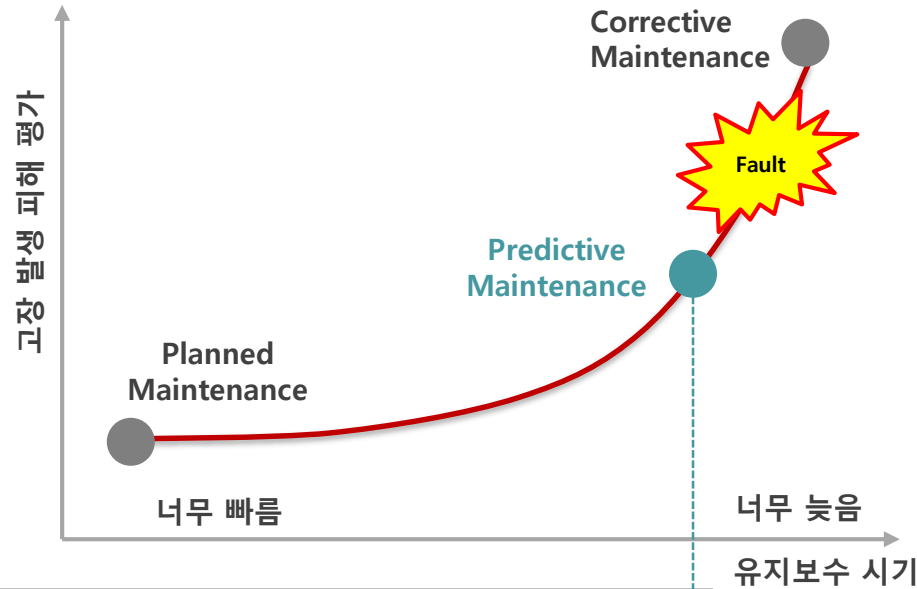 Corrective
Maintenance
고장 발생 피해 평가
Fault
Predictive
Maintenance
Planned
Maintenance
너무 빠름
너무 늦음
유지보수 시기